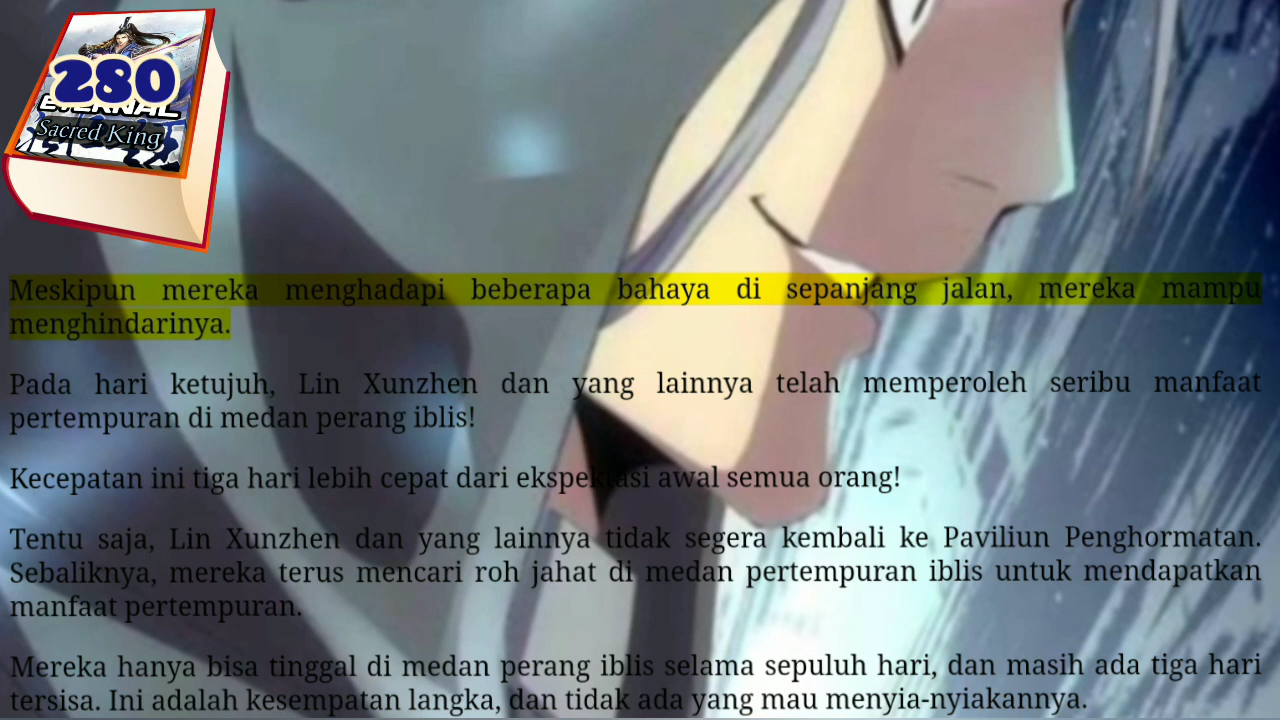 280
ETERNAL
Sacred King
Meskipun mereka menghadapi beberapa bahaya di sepanjang jalan, mereka mampu
menghindarinya.
Pada hari ketujuh, Lin Xunzhen dan yang lainnya telah memperoleh seribu manfaat
pertempuran di medan perang iblis!
Kecepatan ini tiga hari lebih cepat dari ekspektasi awal semua orang!
Tentu saja, Lin Xunzhen dan yang lainnya tidak segera kembali ke Paviliun Penghormatan.
Sebaliknya, mereka terus mencari roh jahat di medan pertempuran iblis untuk mendapatkan
manfaat pertempuran.
Mereka hanya bisa tinggal di medan perang iblis selama sepuluh hari, dan masih ada tiga hari
tersisa. Ini adalah kesempatan langka, dan tidak ada yang mau menyia-nyiakannya.